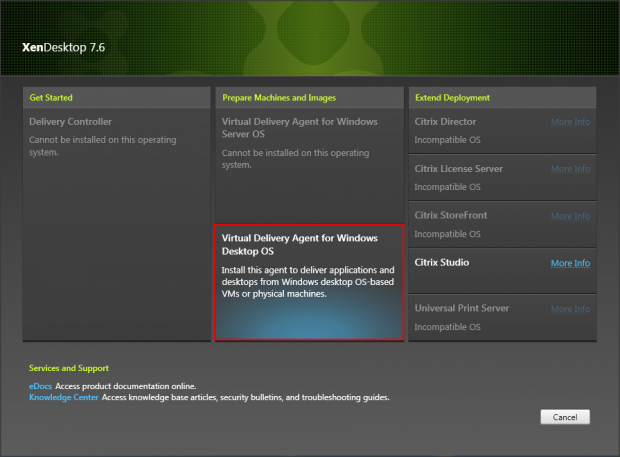 XenDesktop 7.6
Get Started
Delivery Controller
Cannot be installed on this operating
system.
Prepare Machines and Images
Virtual Delivery Agent for Windows
Server OS
Cannot be installed on this operating
system.
Virtual Delivery Agent for Windows
Desktop OS
Install this agent to deliver applications and
desktops from Windows desktop OS-based
VMs or physical machines.
Extend Deployment
Citrix Director More Info
Incompatible OS
Citrix License Server More Info
Incompatible OS
Citrix StoreFront More Info
Incompatible OS
Citrix Studio More Info
Universal Print Server More Info
Incompatible OS
Services and Support
eDocs Access product documentation online.
Knowledge Center Access knowledge base articles, security bulletins, and troubleshooting guides.
Cancel